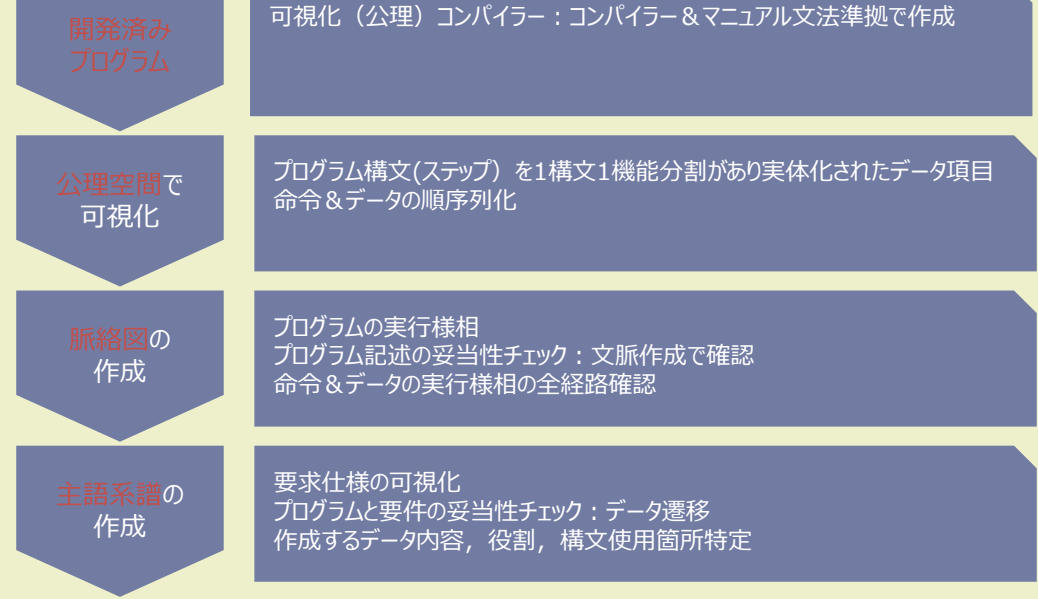 開発済み
プログラム
可視化（公理）コンパイラー：コンパイラー＆マニュアル文法準拠で作成
公理空間で
可視化
プログラム構文(ステップ）を1構文1機能分割があり実体化されたデータ項目
命令＆データの順序列化
脈絡図の
作成
プログラムの実行様相
プログラム記述の妥当性チェック：文脈作成で確認
命令＆データの実行様相の全経路確認
主語系譜の
作成
要求仕様の可視化
プログラムと要件の妥当性チェック：データ遷移
作成するデータ内容，役割，構文使用箇所特定